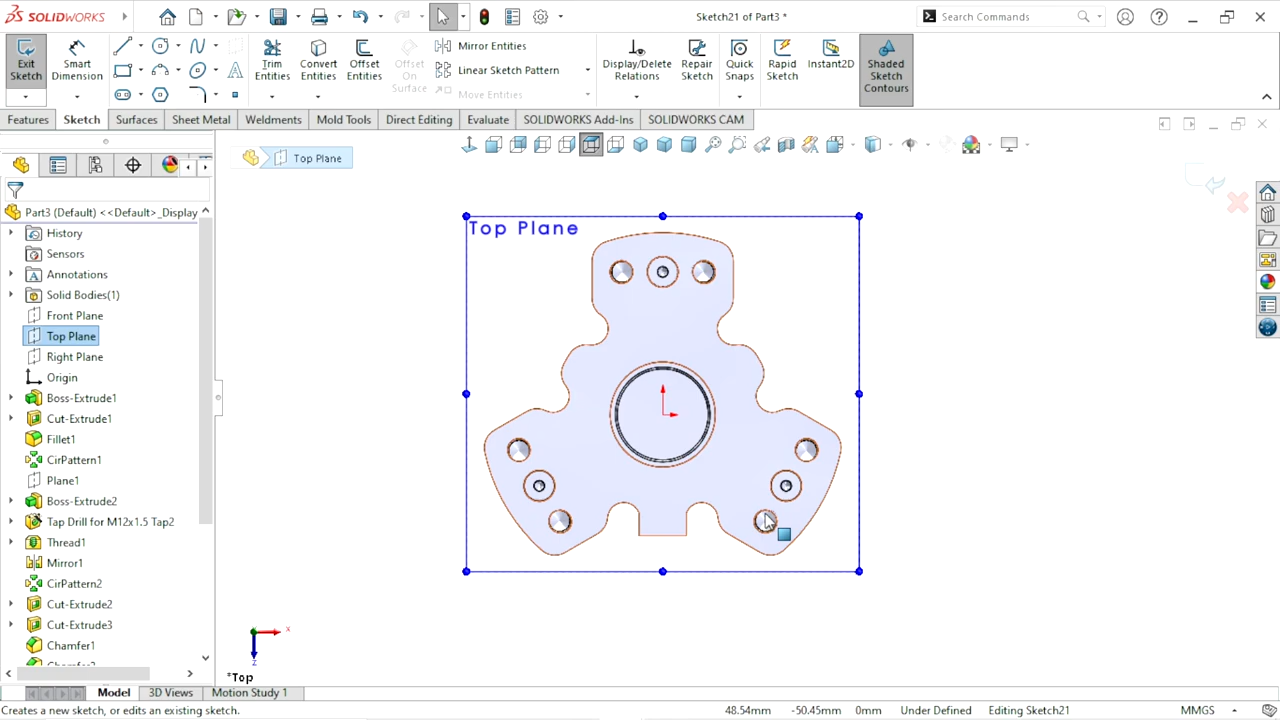 SOLIDWORKS
Sketch21 of Part3 *
Search Commands
Exit Sketch
Smart Dimension
Trim Entities
Convert Entities
Offset Entities
Offset On Surface
Mirror Entities
Linear Sketch Pattern
Move Entities
Display/Delete Relations
Repair Sketch
Quick Snaps
Rapid Sketch
Instant2D
Shaded Sketch Contours
Features
Sketch
Surfaces
Sheet Metal
Weldments
Mold Tools
Direct Editing
Evaluate
SOLIDWORKS Add-Ins
SOLIDWORKS CAM
Top Plane
Part3 (Default) <<Default>_Display
History
Sensors
Annotations
Solid Bodies(1)
Front Plane
Top Plane
Right Plane
Origin
Boss-Extrude1
Cut-Extrude1
Fillet1
CirPattern1
Plane1
Boss-Extrude2
Tap Drill for M12x1.5 Tap2
Thread1
Mirror1
CirPattern2
Cut-Extrude2
Cut-Extrude3
Chamfer1
Top Plane
x
z
*Top
Model
3D Views
Motion Study 1
Creates a new sketch, or edits an existing sketch.
48.54mm
-50.45mm
0mm
Under Defined
Editing Sketch21
MMGS